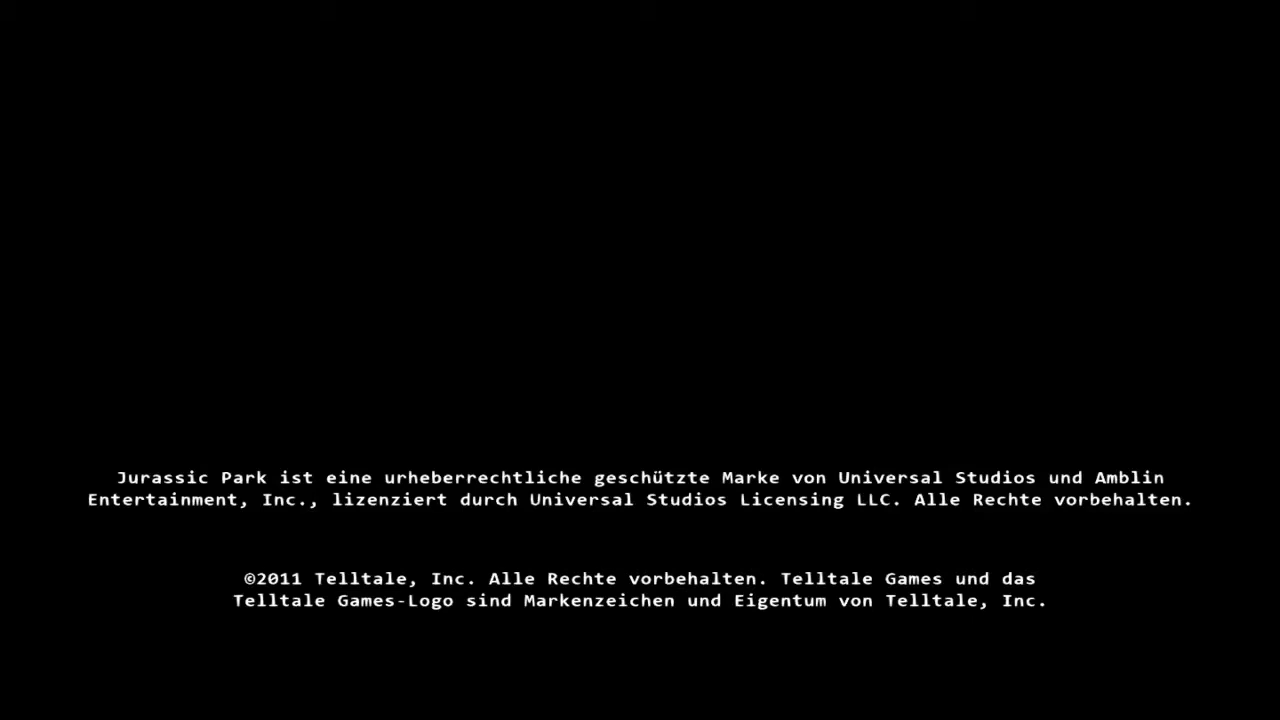 Jurassic Park ist eine urheberrechtliche geschützte Marke von Universal Studios und Amblin
Entertainment, Inc., lizenziert durch Universal Studios Licensing LLC. Alle Rechte vorbehalten.
©2011 Telltale, Inc. Alle Rechte vorbehalten. Telltale Games und das
Telltale Games-Logo sind Markenzeichen und Eigentum von Telltale, Inc.